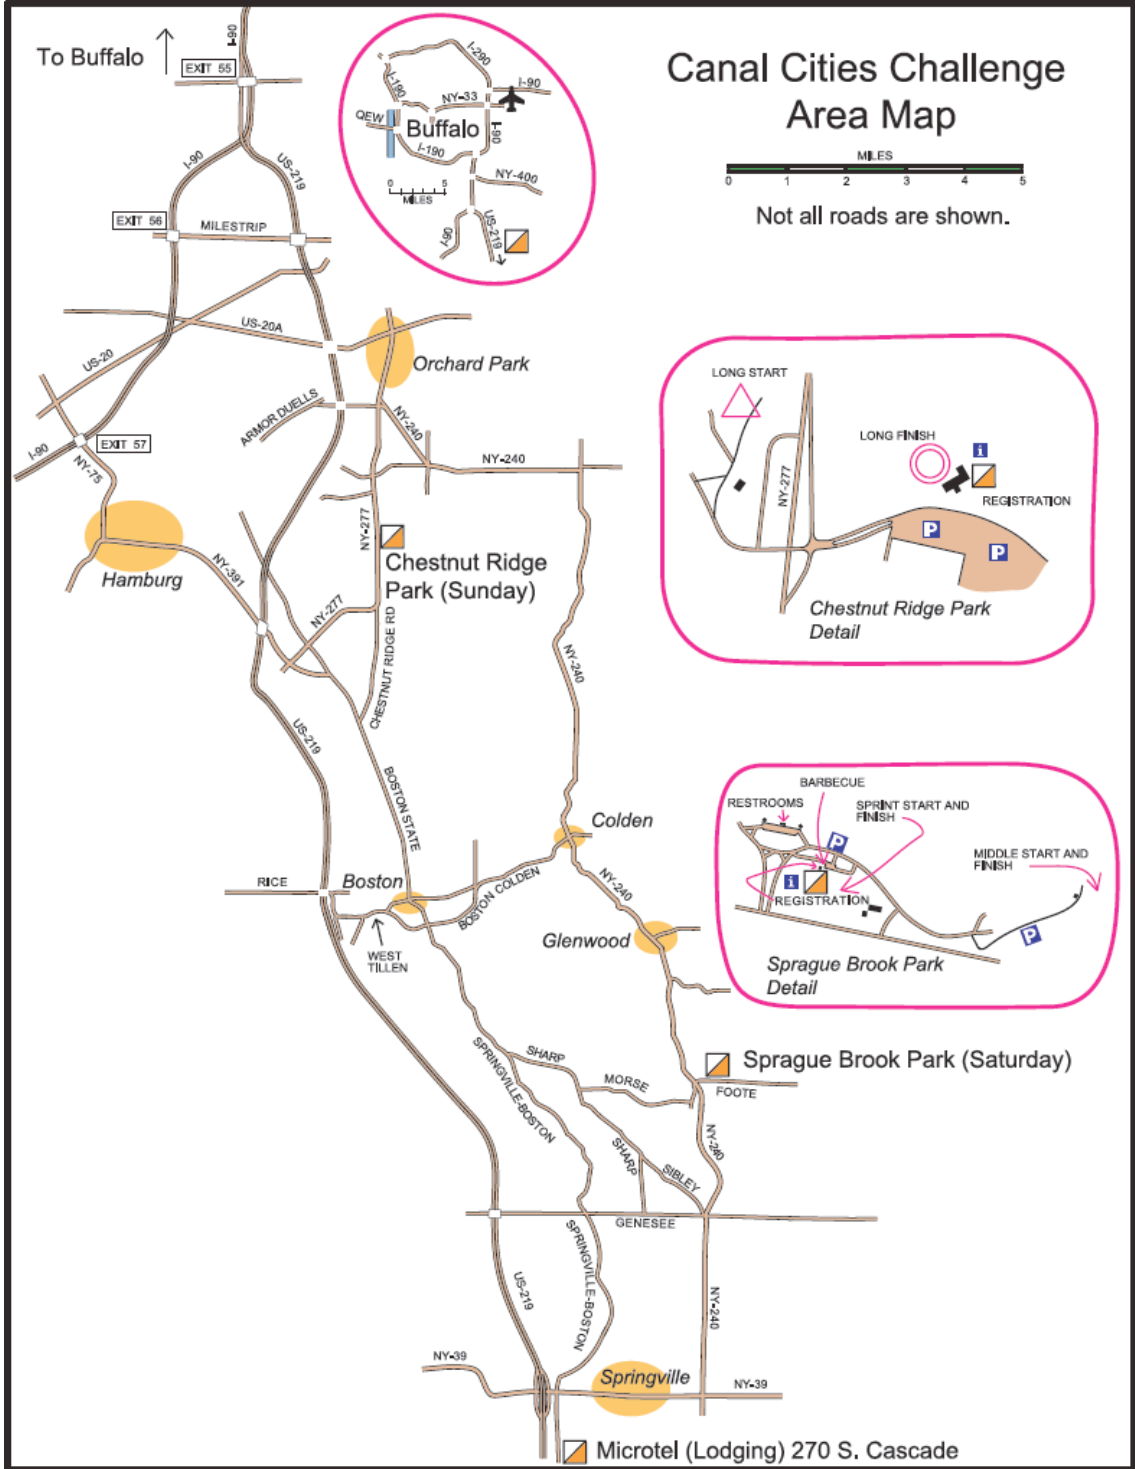 Canal Cities Challenge
Area Map
MILES
0 1 2 3 4 5
Not all roads are shown.
To Buffalo
I-90
EXIT 55
I-90
US-219
EXIT 56
MILESTRIP
US-20A
US-20
I-90
EXIT 57
NY-75
Hamburg
NY-391
Orchard Park
ARMOR DUELLS
NY-240
NY-240
NY-277
Chestnut Ridge
Park (Sunday)
NY-277
CHESTNUT RIDGE RD
NY-240
US-219
BOSTON STATE
Colden
RICE
Boston
BOSTON COLDEN
NY-240
WEST
TILLEN
Glenwood
SPRINGVILLE-BOSTON
SHARP
MORSE
Sprague Brook Park (Saturday)
FOOTE
NY-240
SHARP
SIBLEY
GENESEE
SPRINGVILLE-BOSTON
US-219
NY-240
NY-39
Springville
NY-39
Microtel (Lodging) 270 S. Cascade
I-290
I-190
I-90
NY-33
QEW
Buffalo
I-90
I-190
NY-400
0 5
MILES
I-90
US-219
LONG START
LONG FINISH
i
REGISTRATION
NY-277
P
P
Chestnut Ridge Park
Detail
BARBECUE
RESTROOMS
SPRINT START AND
FINISH
P
MIDDLE START AND
FINISH
i
REGISTRATION
P
Sprague Brook Park
Detail